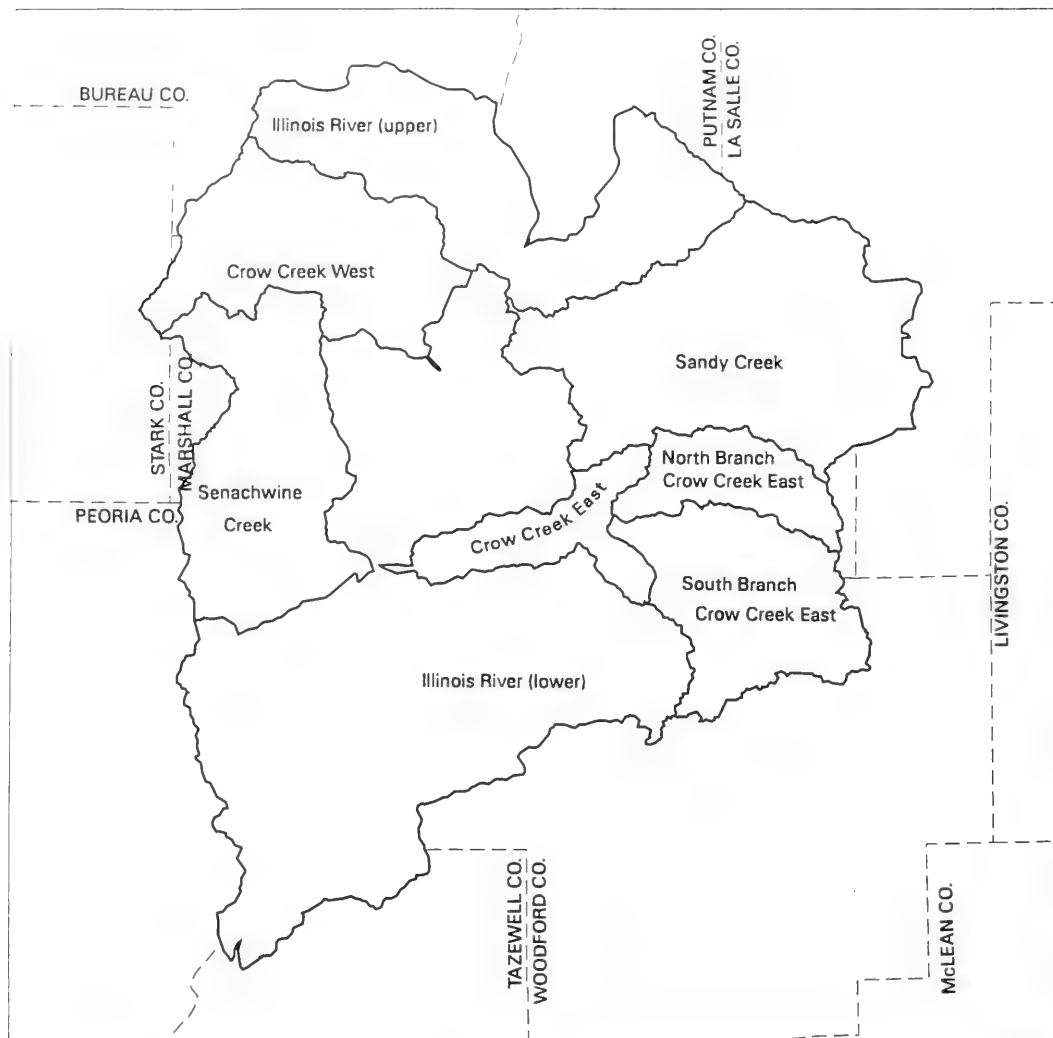 PUTNAM CO.
LA SALLE CO.
BUREAU CO.
Illinois River (upper)
Crow Creek West
Sandy Creek
STARK CO.
MARSHALL CO.
North Branch
Crow Creek East
Senachwine
Creek
PEORIA CO.
Crow Creek East
LIVINGSTON CO.
South Branch
Crow Creek East
Illinois River (lower)
TAZEWELL CO.
WOODFORD CO.
McLEAN CO.